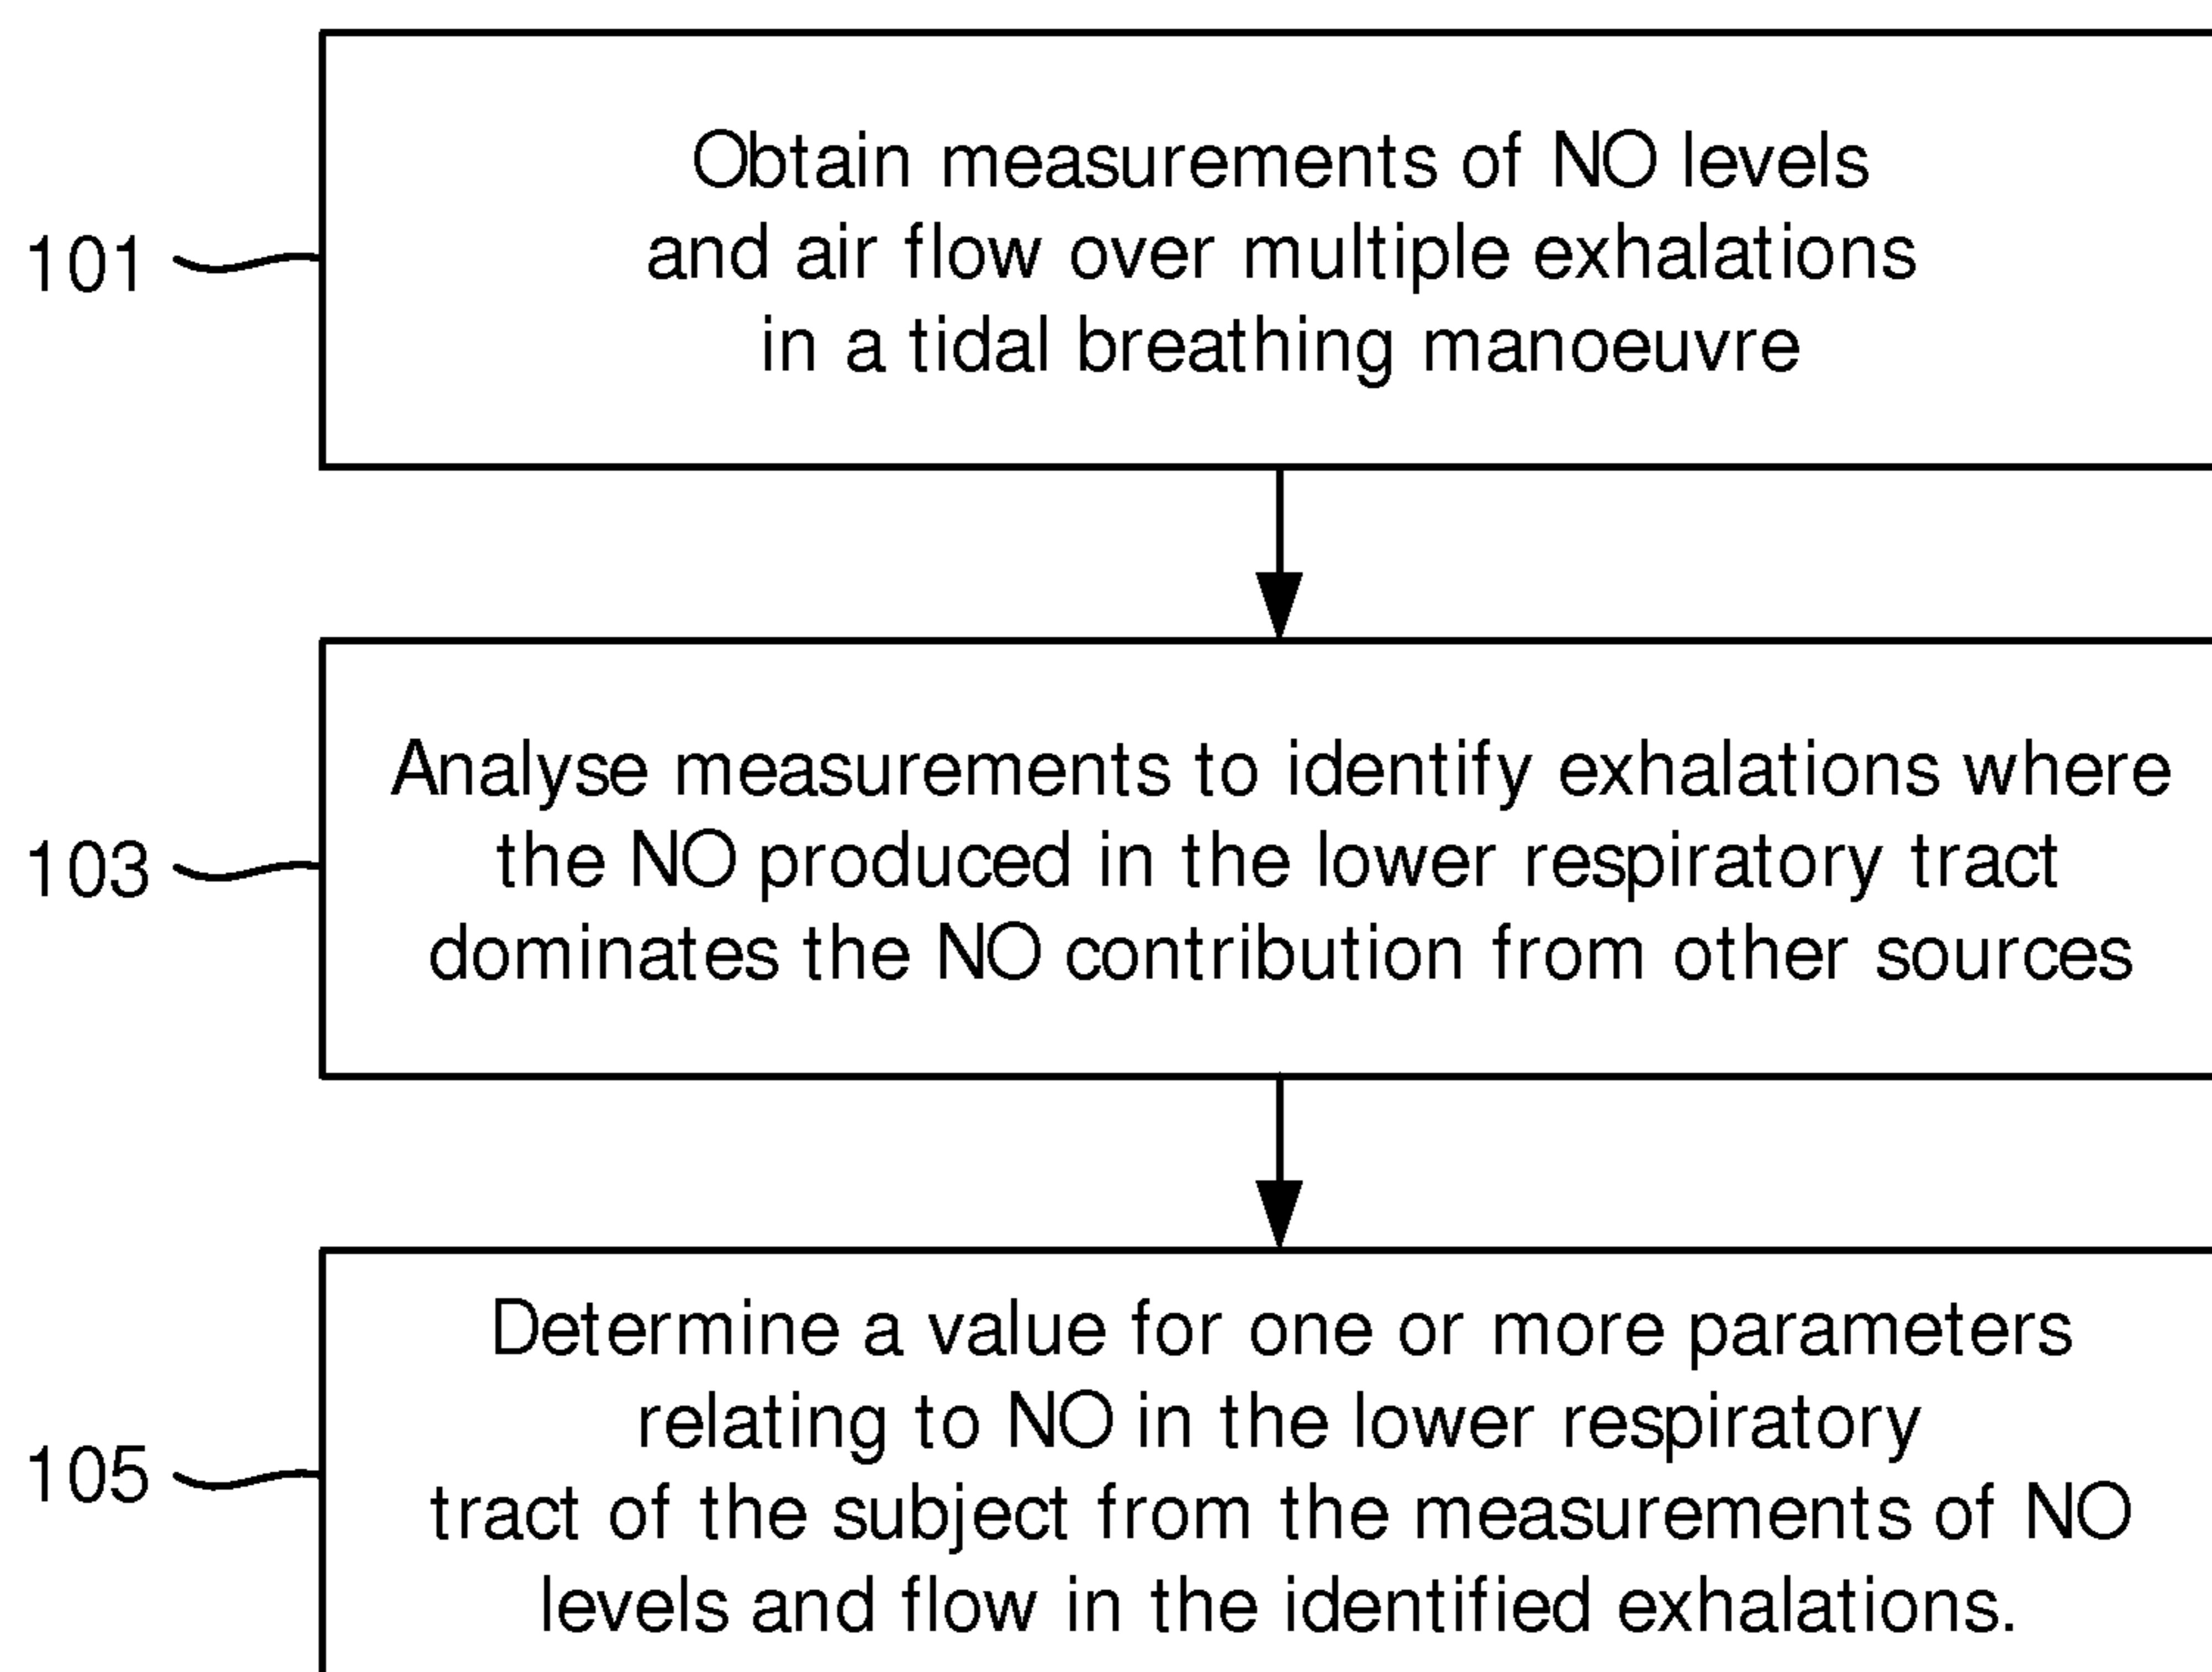 Obtain measurements of NO levels
and air flow over multiple exhalations
in a tidal breathing manoeuvre
101
Analyse measurements to identify exhalations where
the NO produced in the lower respiratory tract
dominates the NO contribution from other sources
103
Determine a value for one or more parameters
relating to NO in the lower respiratory
tract of the subject from the measurements of NO
levels and flow in the identified exhalations.
105